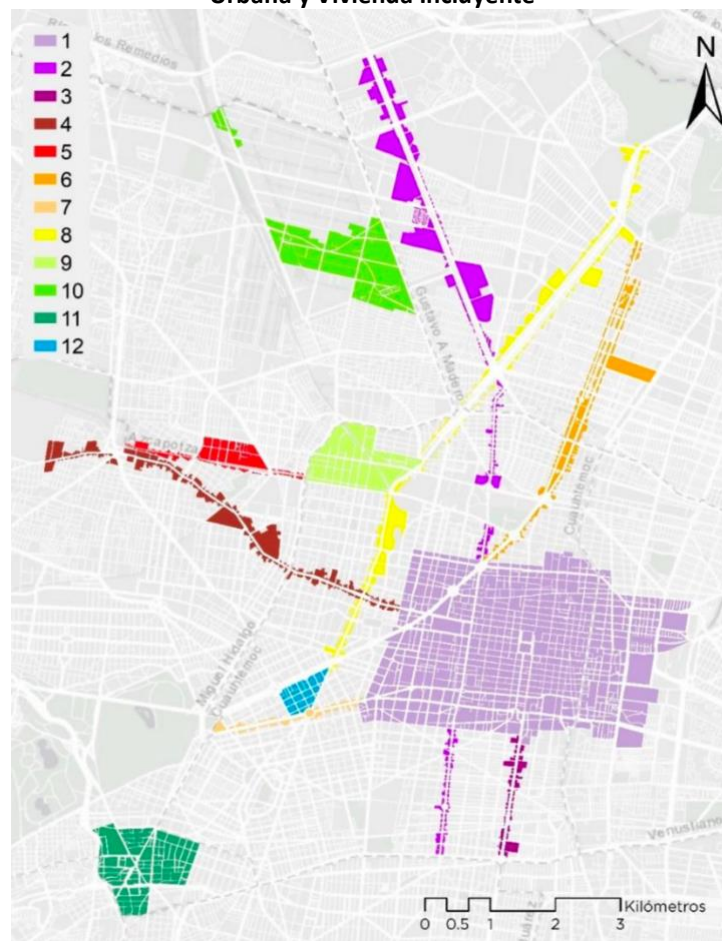 Urbana y Vivienda Incluyente
Río los Remedios
1
2
3
4
5
6
7
8
9
10
11
12
N
Gustavo A. Madero
Azcapotza
Cuauhtémoc
Miguel Hidalgo
Cuauhtémoc
Venustiano
Kilómetros
0 0.5 1 2 3